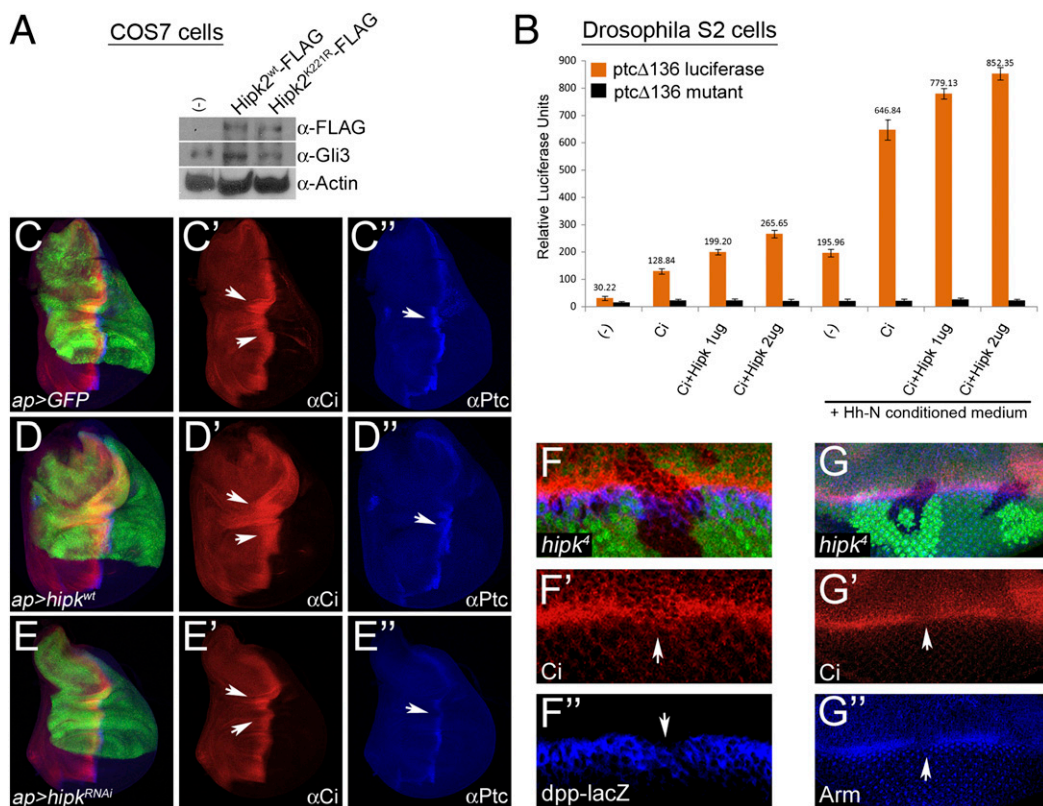 A
COS7 cells
(-)
Hipk2wt-FLAG
Hipk2K221R-FLAG
α-FLAG
α-Gli3
α-Actin
B
Drosophila S2 cells
ptcΔ136 luciferase
ptcΔ136 mutant
Relative Luciferase Units
900
800
700
600
500
400
300
200
100
0
30.22
128.84
199.20
265.65
195.96
646.84
779.13
852.35
(-)
Ci
Ci+Hipk 1ug
Ci+Hipk 2ug
(-)
Ci
Ci+Hipk 1ug
Ci+Hipk 2ug
+ Hh-N conditioned medium
C
ap>GFP
C'
αCi
C''
αPtc
D
ap>hipkwt
D'
αCi
D''
αPtc
E
ap>hipkRNAi
E'
αCi
E''
αPtc
F
hipk4
F'
Ci
F''
dpp-lacZ
G
hipk4
G'
Ci
G''
Arm